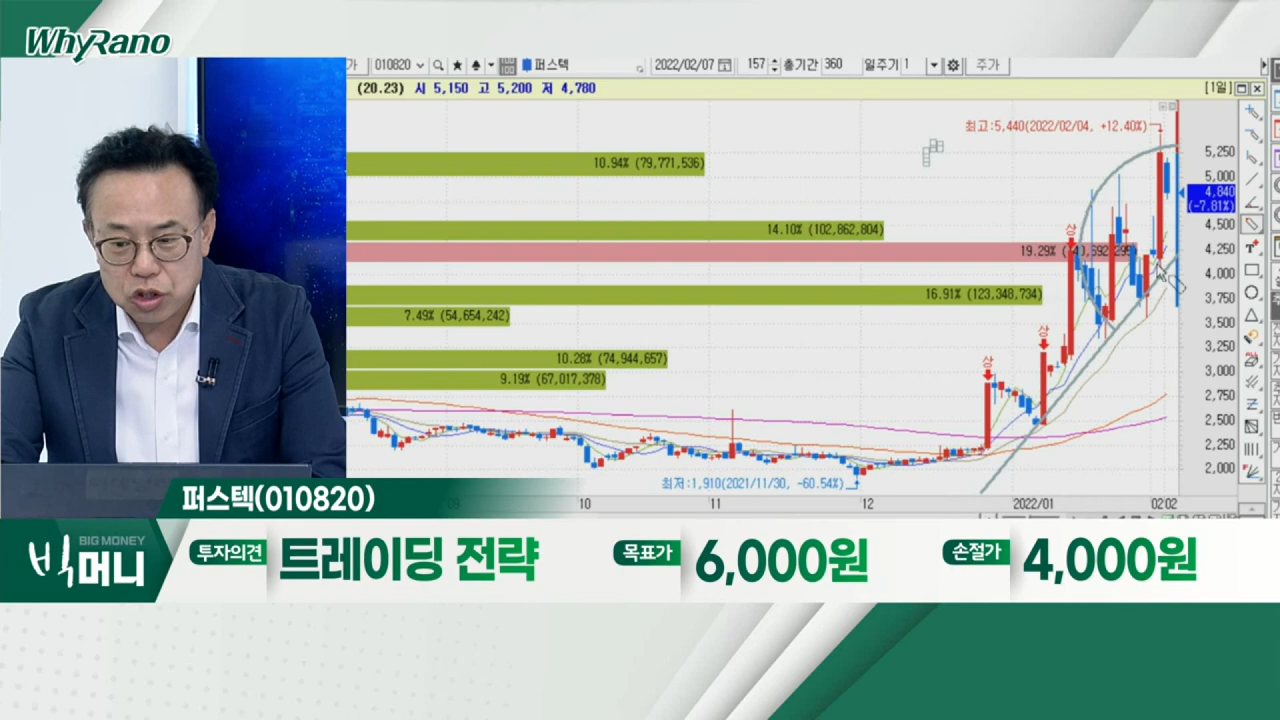 WhyRano
010820 퍼스텍 2022/02/07 157 총기간 360 일주기 1 주가
(20.23) 시 5,150 고 5,200 저 4,780 [1일]
최고:5,440(2022/02/04, +12.40%)
10.94% (79,771,536)
5,250
5,000
4,840
(-7.81%)
14.10% (102,862,804)
상
4,500
19.29%
4,250
4,000
16.91% (123,348,734)
3,750
7.49% (54,654,242)
3,500
상
3,250
10.28% (74,944,657)
상
3,000
9.19% (67,017,378)
2,750
2,500
2,250
2,000
최저:1,910(2021/11/30, -60.54%)
09 10 11 12 2022/01 02 02
퍼스텍(010820)
BIG MONEY
빅머니
투자의견 트레이딩 전략 목표가 6,000원 손절가 4,000원